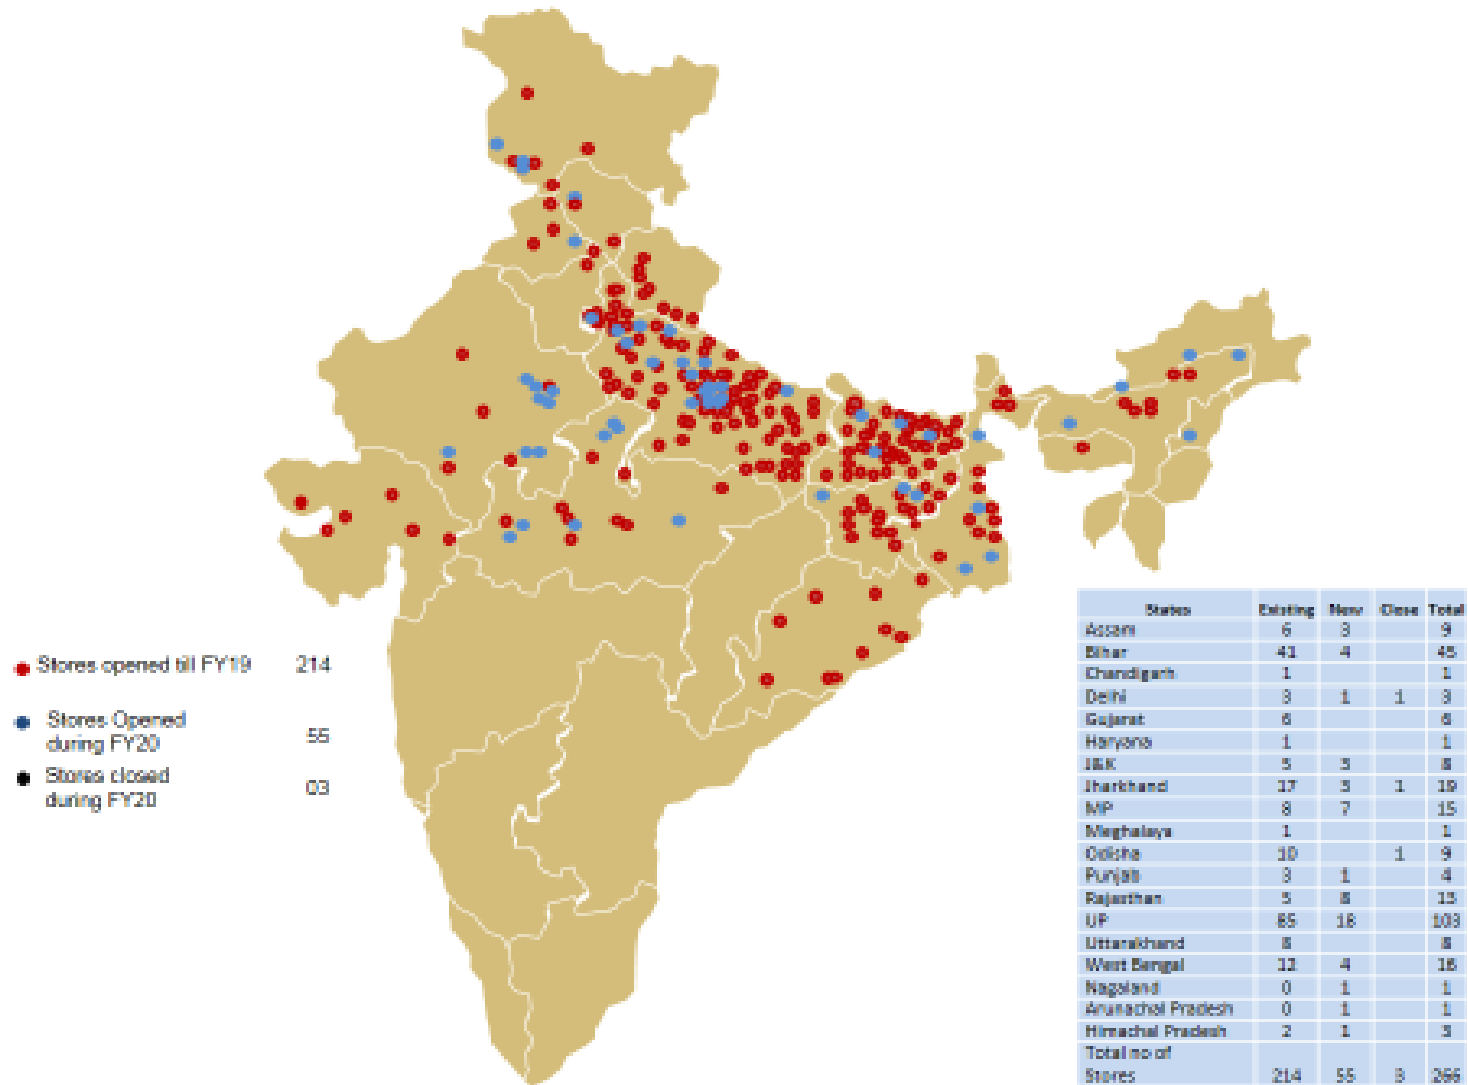 Stores opened till FY19 214
Stores Opened
during FY20 55
Stores closed
during FY20 03
States Existing New Close Total
Assam 6 3 9
Bihar 41 4 45
Chandigarh 1 1
Delhi 3 1 1 3
Gujarat 6 6
Haryana 1 1
J&K 5 3 8
Jharkhand 17 3 1 19
MP 8 7 15
Meghalaya 1 1
Odisha 10 1 9
Punjab 3 1 4
Rajasthan 5 8 13
UP 85 18 103
Uttarakhand 8 8
West Bengal 12 4 16
Nagaland 0 1 1
Arunachal Pradesh 0 1 1
Himachal Pradesh 2 1 3
Total no of
Stores 214 55 3 266